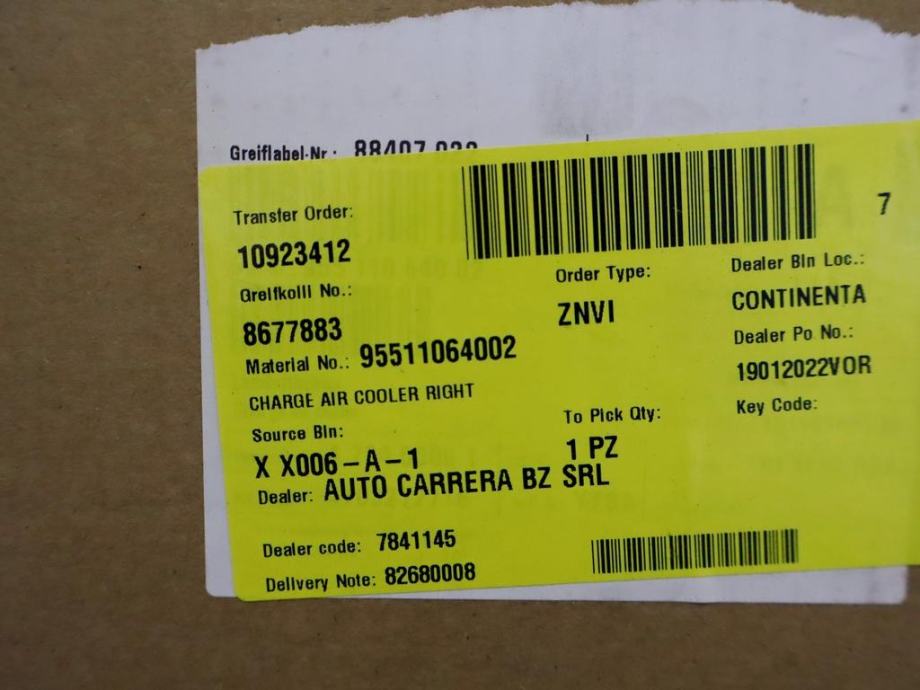 Greiflabel-Nr:
7
Transfer Order:
10923412
Greifkolli No.:
8677883
Order Type:
ZNVI
Dealer Bin Loc.:
CONTINENTA
Dealer Po No.:
19012022VOR
Material No.: 95511064002
CHARGE AIR COOLER RIGHT
Key Code:
Source Bin:
X X006-A-1
To Pick Qty:
1 PZ
Dealer: AUTO CARRERA BZ SRL
Dealer code: 7841145
Delivery Note: 82680008